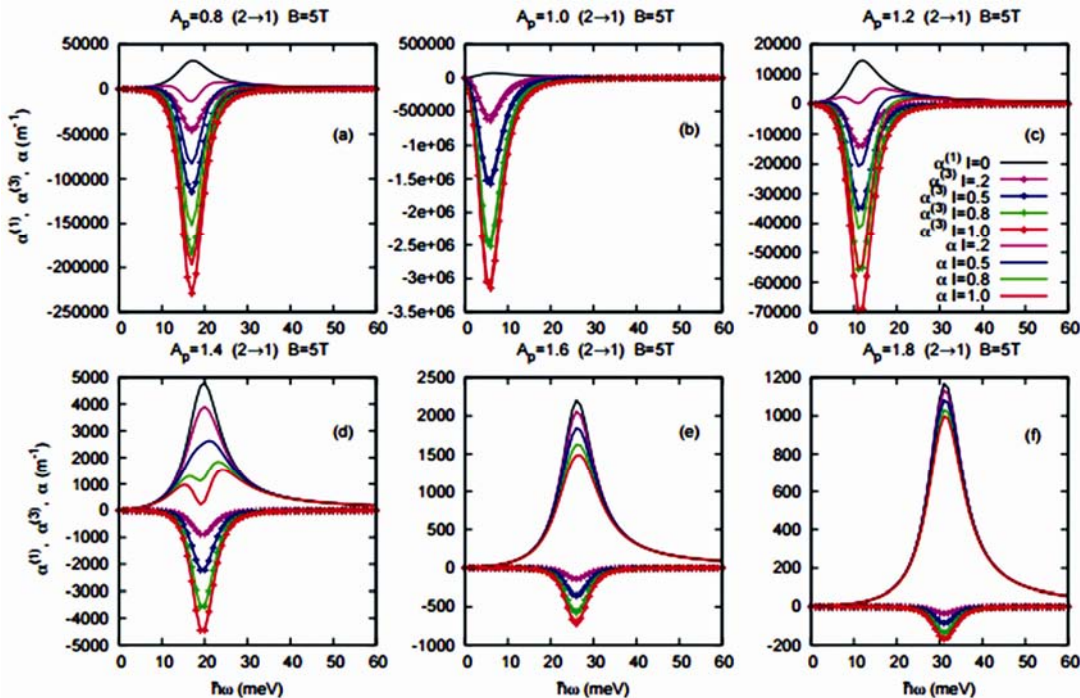 A_p=0.8 (2→1) B=5T
50000
0
-50000
-100000
-150000
-200000
-250000
α^(1), α^(3), α (m^-1)
(a)
0 10 20 30 40 50 60
A_p=1.0 (2→1) B=5T
500000
0
-500000
-1e+06
-1.5e+06
-2e+06
-2.5e+06
-3e+06
-3.5e+06
(b)
0 10 20 30 40 50 60
A_p=1.2 (2→1) B=5T
20000
10000
0
-10000
-20000
-30000
-40000
-50000
-60000
-70000
(c)
α^(1) I=0
α^(3) I=.2
α^(3) I=0.5
α^(3) I=0.8
α^(3) I=1.0
α I=.2
α I=0.5
α I=0.8
α I=1.0
0 10 20 30 40 50 60
A_p=1.4 (2→1) B=5T
5000
4000
3000
2000
1000
0
-1000
-2000
-3000
-4000
-5000
α^(1), α^(3), α (m^-1)
(d)
0 10 20 30 40 50 60
ħω (meV)
A_p=1.6 (2→1) B=5T
2500
2000
1500
1000
500
0
-500
-1000
(e)
0 10 20 30 40 50 60
ħω (meV)
A_p=1.8 (2→1) B=5T
1200
1000
800
600
400
200
0
-200
(f)
0 10 20 30 40 50 60
ħω (meV)